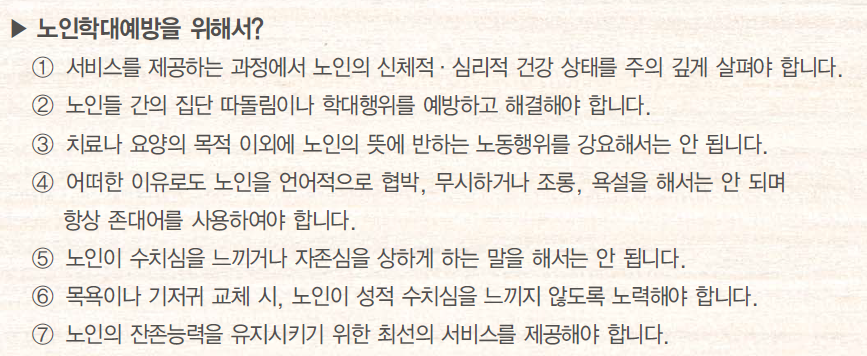 ▶ 노인학대예방을 위해서?
① 서비스를 제공하는 과정에서 노인의 신체적 · 심리적 건강 상태를 주의 깊게 살펴야 합니다.
② 노인들 간의 집단 따돌림이나 학대행위를 예방하고 해결해야 합니다.
③ 치료나 요양의 목적 이외에 노인의 뜻에 반하는 노동행위를 강요해서는 안 됩니다.
④ 어떠한 이유로도 노인을 언어적으로 협박, 무시하거나 조롱, 욕설을 해서는 안 되며
항상 존대어를 사용하여야 합니다.
⑤ 노인이 수치심을 느끼거나 자존심을 상하게 하는 말을 해서는 안 됩니다.
⑥ 목욕이나 기저귀 교체 시, 노인이 성적 수치심을 느끼지 않도록 노력해야 합니다.
⑦ 노인의 잔존능력을 유지시키기 위한 최선의 서비스를 제공해야 합니다.